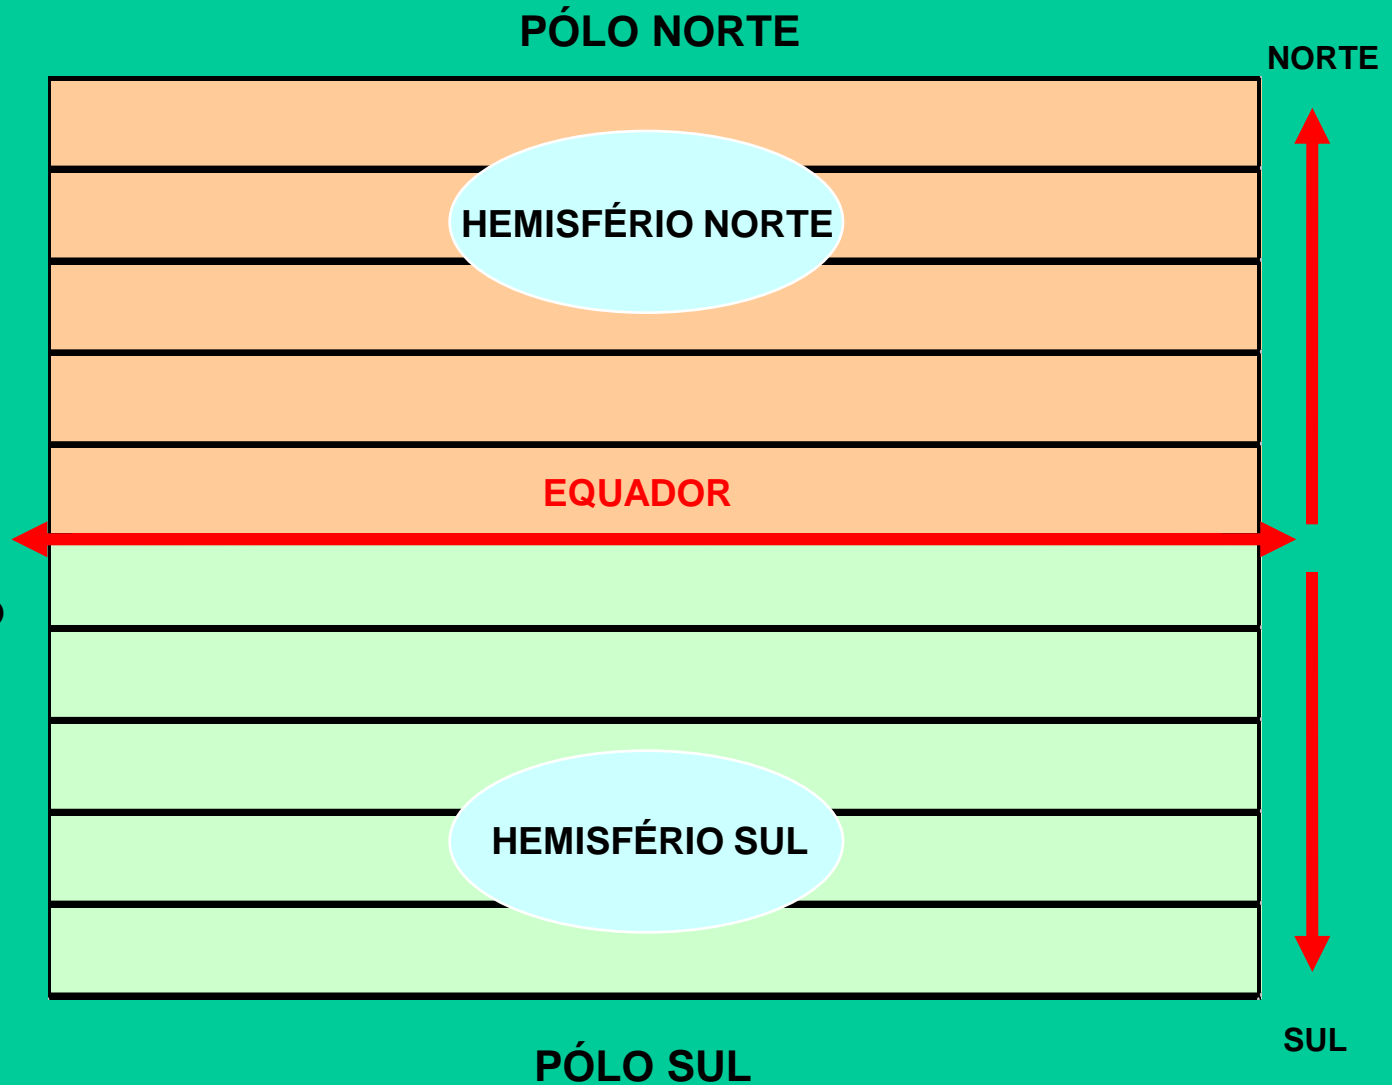 PÓLO NORTE
NORTE
HEMISFÉRIO NORTE
EQUADOR
HEMISFÉRIO SUL
SUL
PÓLO SUL